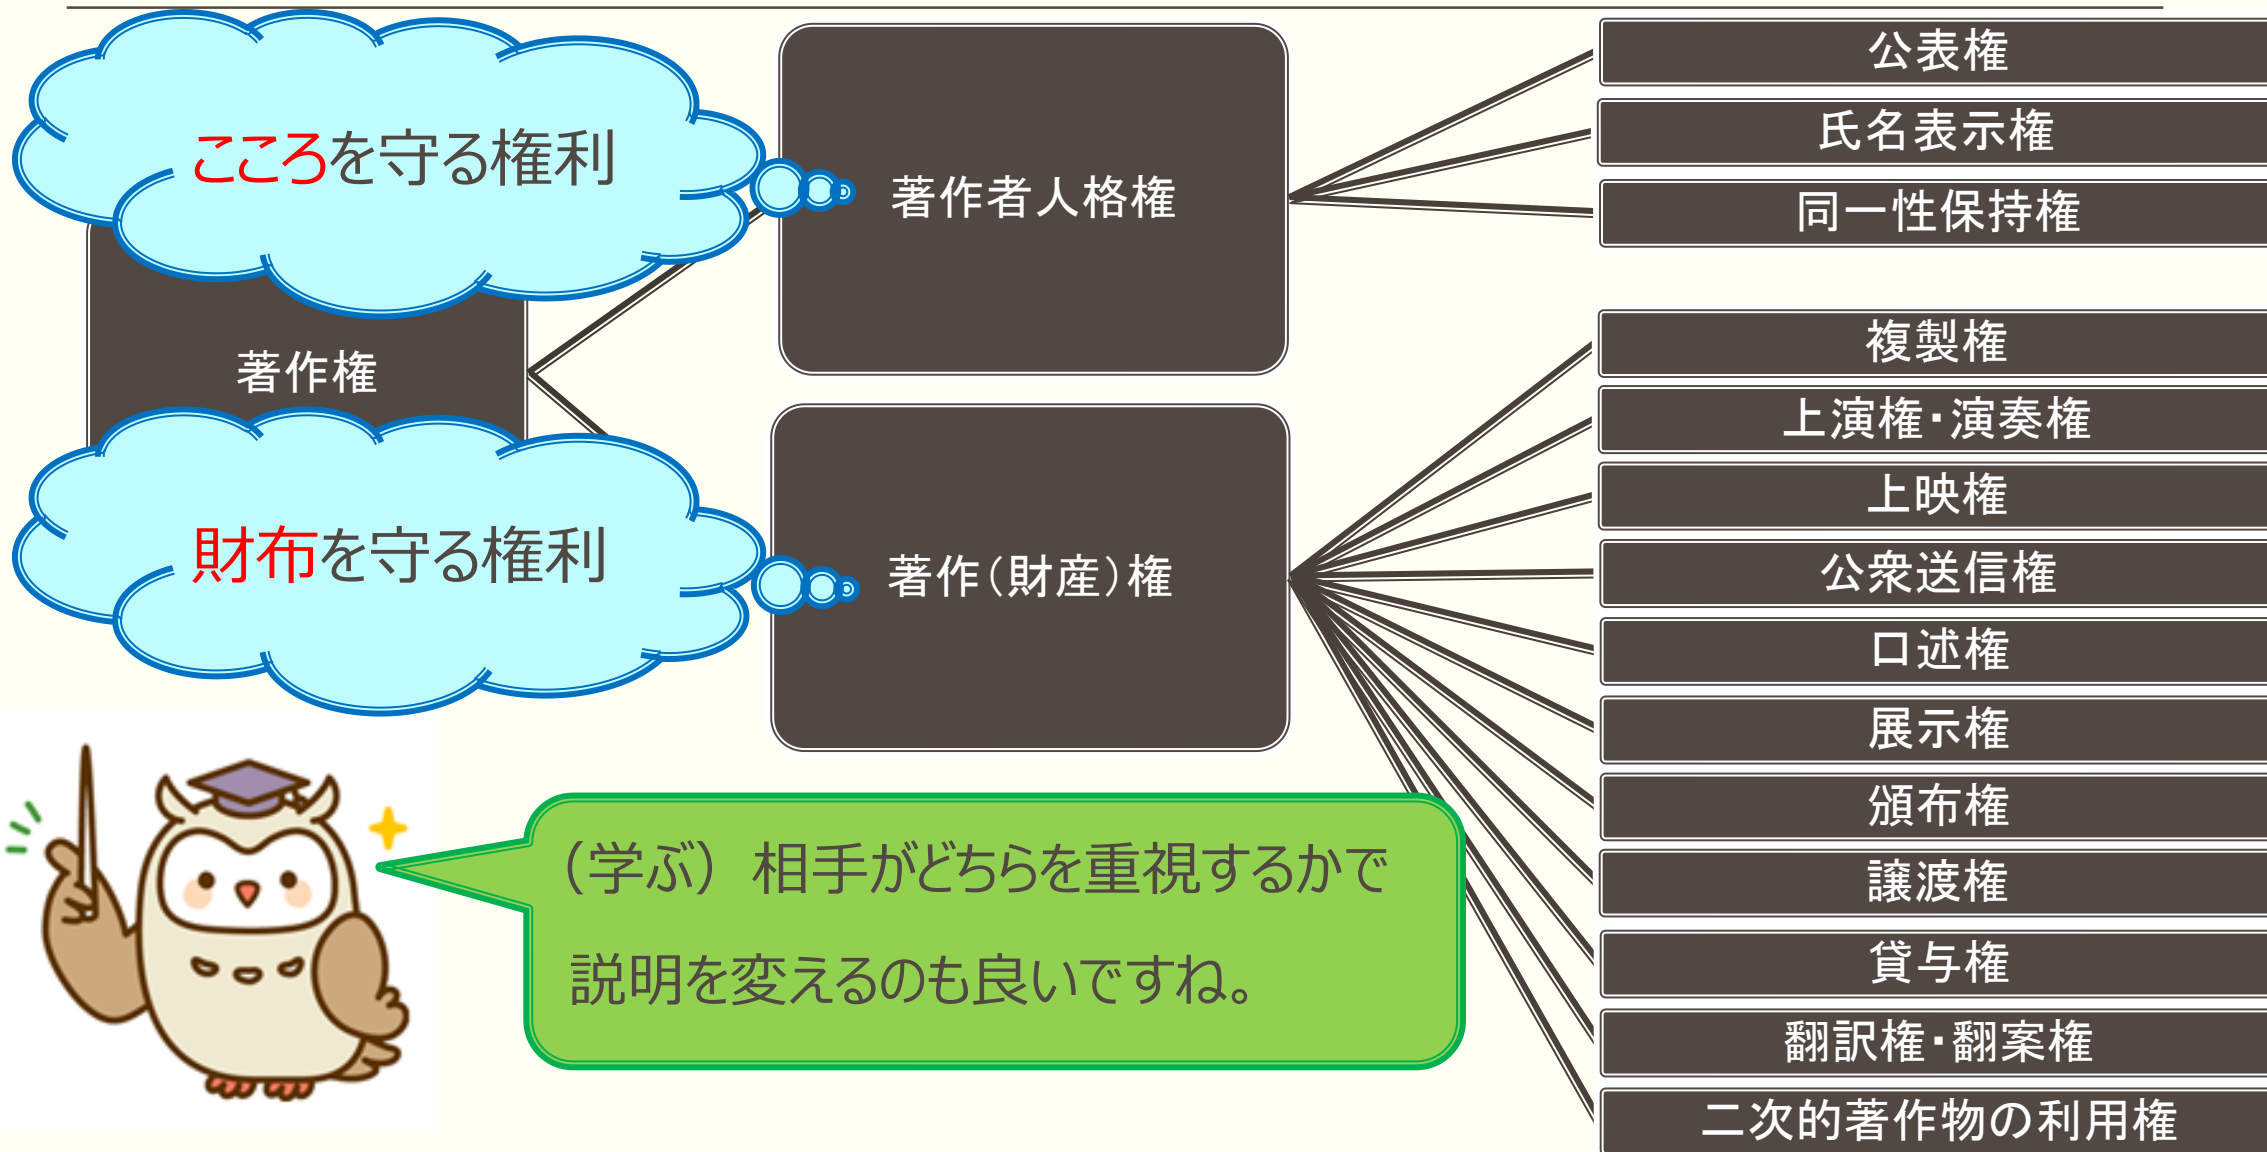 こころを守る権利
著作権
財布を守る権利
著作者人格権
著作（財産）権
公表権
氏名表示権
同一性保持権
複製権
上演権・演奏権
上映権
公衆送信権
口述権
展示権
頒布権
譲渡権
貸与権
翻訳権・翻案権
二次的著作物の利用権
（学ぶ）相手がどちらを重視するかで
説明を変えるのも良いですね。